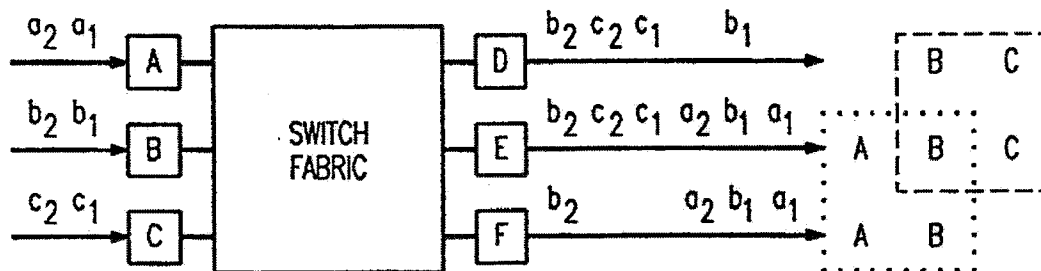 a₂ a₁ A D b₂ c₂ c₁ b₁ B C
b₂ b₁ B SWITCH FABRIC E b₂ c₂ c₁ a₂ b₁ a₁ A B C
c₂ c₁ C F b₂ a₂ b₁ a₁ A B